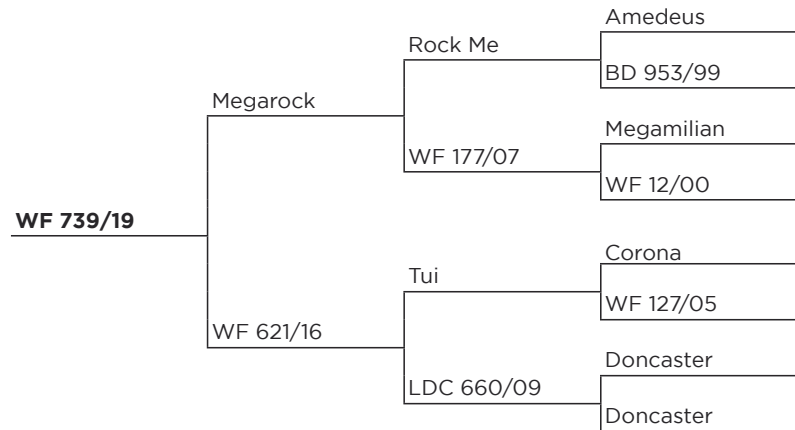 Amedeus
Rock Me
BD 953/99
Megarock
Megamilian
WF 177/07
WF 12/00
WF 739/19
Corona
Tui
WF 127/05
WF 621/16
Doncaster
LDC 660/09
Doncaster